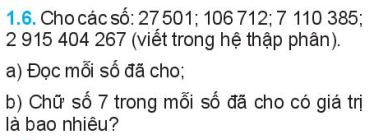 1.6. Cho các số: 27 501; 106 712; 7 110 385;
2 915 404 267 (viết trong hệ thập phân).
a) Đọc mỗi số đã cho;
b) Chữ số 7 trong mỗi số đã cho có giá trị
là bao nhiêu?